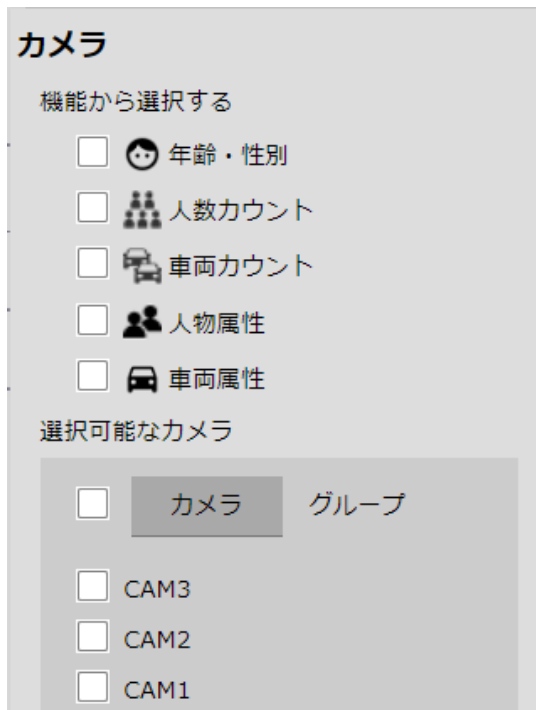 カメラ
機能から選択する
年齢・性別
人数カウント
車両カウント
人物属性
車両属性
選択可能なカメラ
カメラ グループ
CAM3
CAM2
CAM1